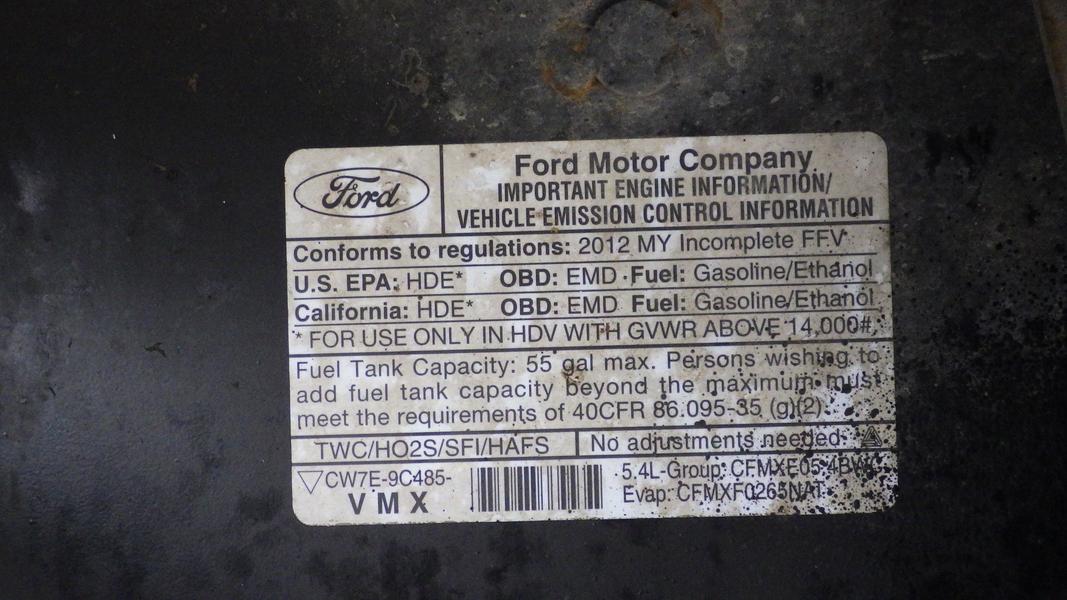 Ford
Ford Motor Company
IMPORTANT ENGINE INFORMATION/
VEHICLE EMISSION CONTROL INFORMATION
Conforms to regulations: 2012 MY Incomplete FFV
U.S. EPA: HDE* OBD: EMD Fuel: Gasoline/Ethanol
California: HDE* OBD: EMD Fuel: Gasoline/Ethanol
* FOR USE ONLY IN HDV WITH GVWR ABOVE 14,000#.
Fuel Tank Capacity: 55 gal max. Persons wishing to
add fuel tank capacity beyond the maximum must
meet the requirements of 40CFR 86.095-35 (g)(2).
TWC/HO2S/SFI/HAFS No adjustments needed.
CW7E-9C485-
VMX
5.4L-Group:
Evap: CFMXF0265NAT